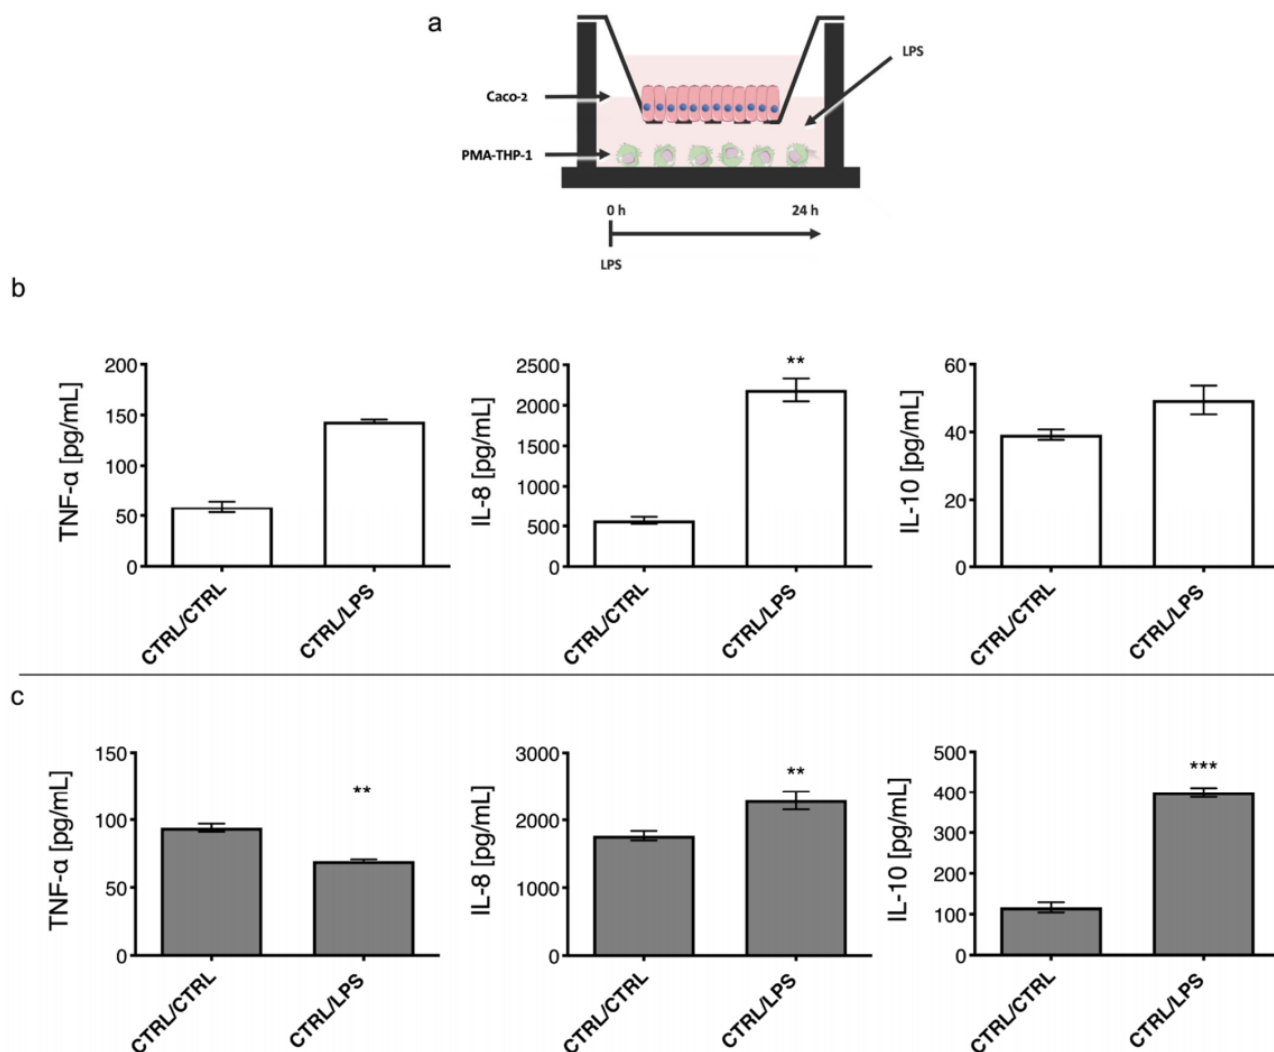 a
LPS
Caco-2
PMA-THP-1
0 h
24 h
LPS
b
TNF-α [pg/mL]
200
150
100
50
0
CTRL/CTRL
CTRL/LPS
IL-8 [pg/mL]
2500
2000
1500
1000
500
0
**
CTRL/CTRL
CTRL/LPS
IL-10 [pg/mL]
60
40
20
0
CTRL/CTRL
CTRL/LPS
c
TNF-α [pg/mL]
150
100
50
0
**
CTRL/CTRL
CTRL/LPS
IL-8 [pg/mL]
3000
2000
1000
0
**
CTRL/CTRL
CTRL/LPS
IL-10 [pg/mL]
500
400
300
200
100
0
***
CTRL/CTRL
CTRL/LPS